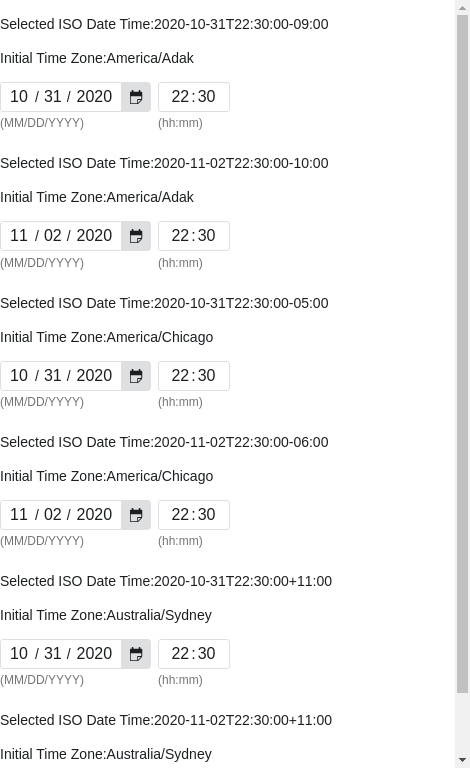 Selected ISO Date Time:2020-10-31T22:30:00-09:00
Initial Time Zone:America/Adak
10 / 31 / 2020 22:30
(MM/DD/YYYY) (hh:mm)
Selected ISO Date Time:2020-11-02T22:30:00-10:00
Initial Time Zone:America/Adak
11 / 02 / 2020 22:30
(MM/DD/YYYY) (hh:mm)
Selected ISO Date Time:2020-10-31T22:30:00-05:00
Initial Time Zone:America/Chicago
10 / 31 / 2020 22:30
(MM/DD/YYYY) (hh:mm)
Selected ISO Date Time:2020-11-02T22:30:00-06:00
Initial Time Zone:America/Chicago
11 / 02 / 2020 22:30
(MM/DD/YYYY) (hh:mm)
Selected ISO Date Time:2020-10-31T22:30:00+11:00
Initial Time Zone:Australia/Sydney
10 / 31 / 2020 22:30
(MM/DD/YYYY) (hh:mm)
Selected ISO Date Time:2020-11-02T22:30:00+11:00
Initial Time Zone:Australia/Sydney